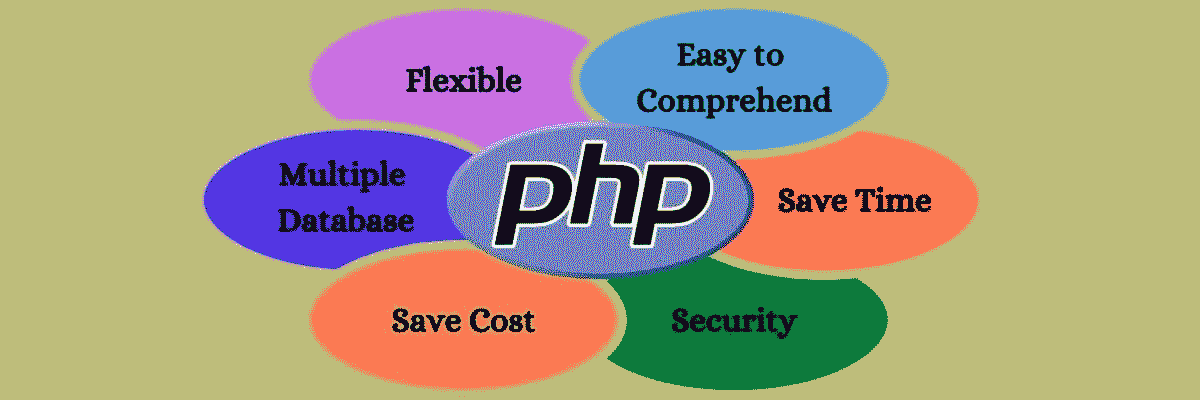 Flexible
Easy to
Comprehend
Multiple
Database
php
Save Time
Save Cost
Security